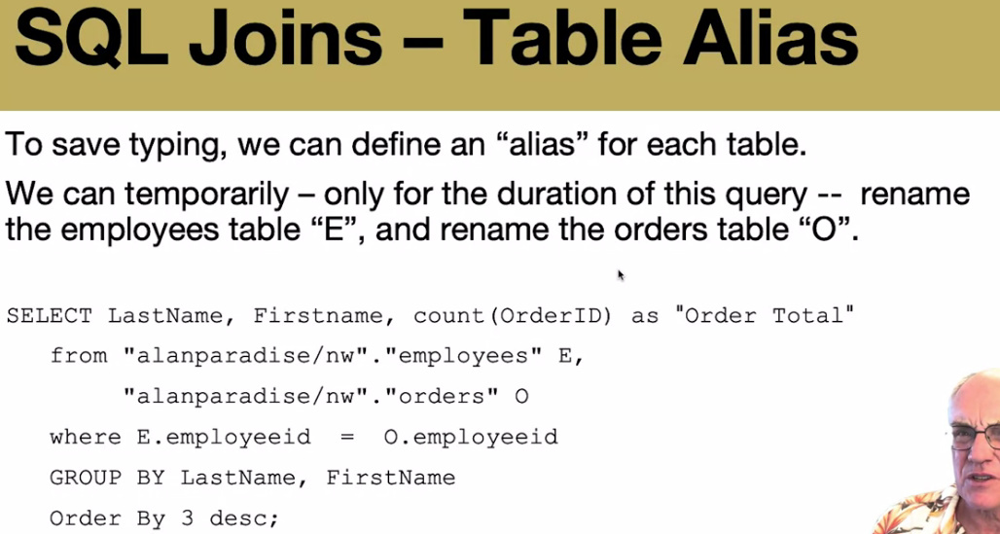 SQL Joins – Table Alias
To save typing, we can define an “alias” for each table.
We can temporarily – only for the duration of this query -- rename
the employees table “E”, and rename the orders table “O”.
SELECT LastName, Firstname, count(OrderID) as "Order Total"
from "alanparadise/nw"."employees" E,
"alanparadise/nw"."orders" O
where E.employeeid = O.employeeid
GROUP BY LastName, FirstName
Order By 3 desc;